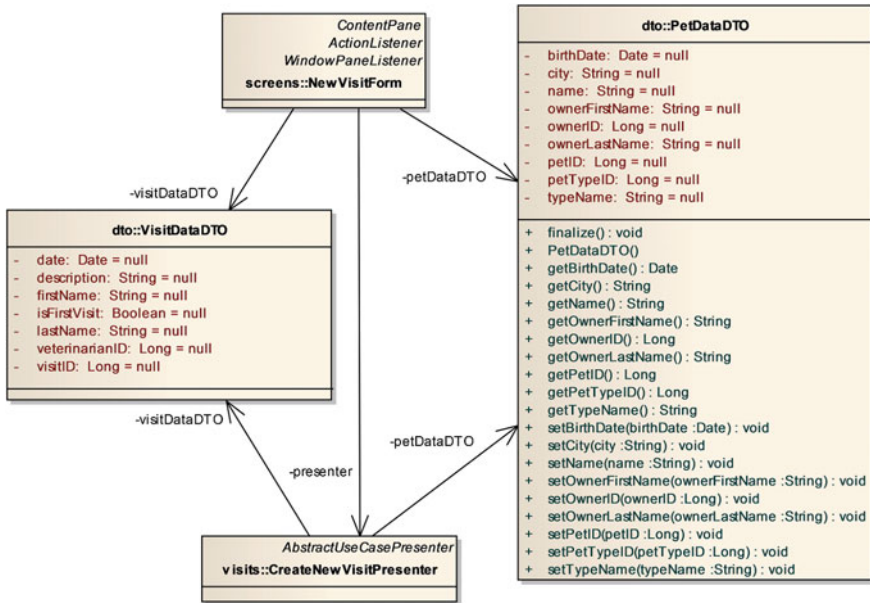 ContentPane
ActionListener
WindowPaneListener
screens::NewVisitForm
-visitDataDTO
-petDataDTO
dto::VisitDataDTO
- date: Date = null
- description: String = null
- firstName: String = null
- isFirstVisit: Boolean = null
- lastName: String = null
- veterinarianID: Long = null
- visitID: Long = null
-visitDataDTO
-petDataDTO
-presenter
AbstractUseCasePresenter
visits::CreateNewVisitPresenter
dto::PetDataDTO
- birthDate: Date = null
- city: String = null
- name: String = null
- ownerFirstName: String = null
- ownerID: Long = null
- ownerLastName: String = null
- petID: Long = null
- petTypeID: Long = null
- typeName: String = null
+ finalize() : void
+ PetDataDTO()
+ getBirthDate() : Date
+ getCity() : String
+ getName() : String
+ getOwnerFirstName() : String
+ getOwnerID() : Long
+ getOwnerLastName() : String
+ getPetID() : Long
+ getPetTypeID() : Long
+ getTypeName() : String
+ setBirthDate(birthDate :Date) : void
+ setCity(city :String) : void
+ setName(name :String) : void
+ setOwnerFirstName(ownerFirstName :String) : void
+ setOwnerID(ownerID :Long) : void
+ setOwnerLastName(ownerLastName :String) : void
+ setPetID(petID :Long) : void
+ setPetTypeID(petTypeID :Long) : void
+ setTypeName(typeName :String) : void